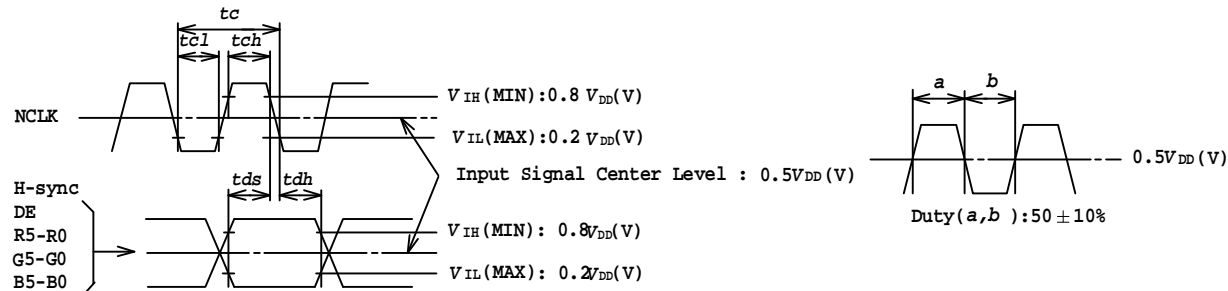 tc
tcl tch
NCLK
VIH(MIN):0.8 VDD(V)
VIL(MAX):0.2 VDD(V)
Input Signal Center Level : 0.5VDD(V)
tds tdh
H-sync
DE
R5-R0
G5-G0
B5-B0
VIH(MIN): 0.8VDD(V)
VIL(MAX): 0.2VDD(V)
a b
0.5VDD(V)
Duty(a,b):50±10%